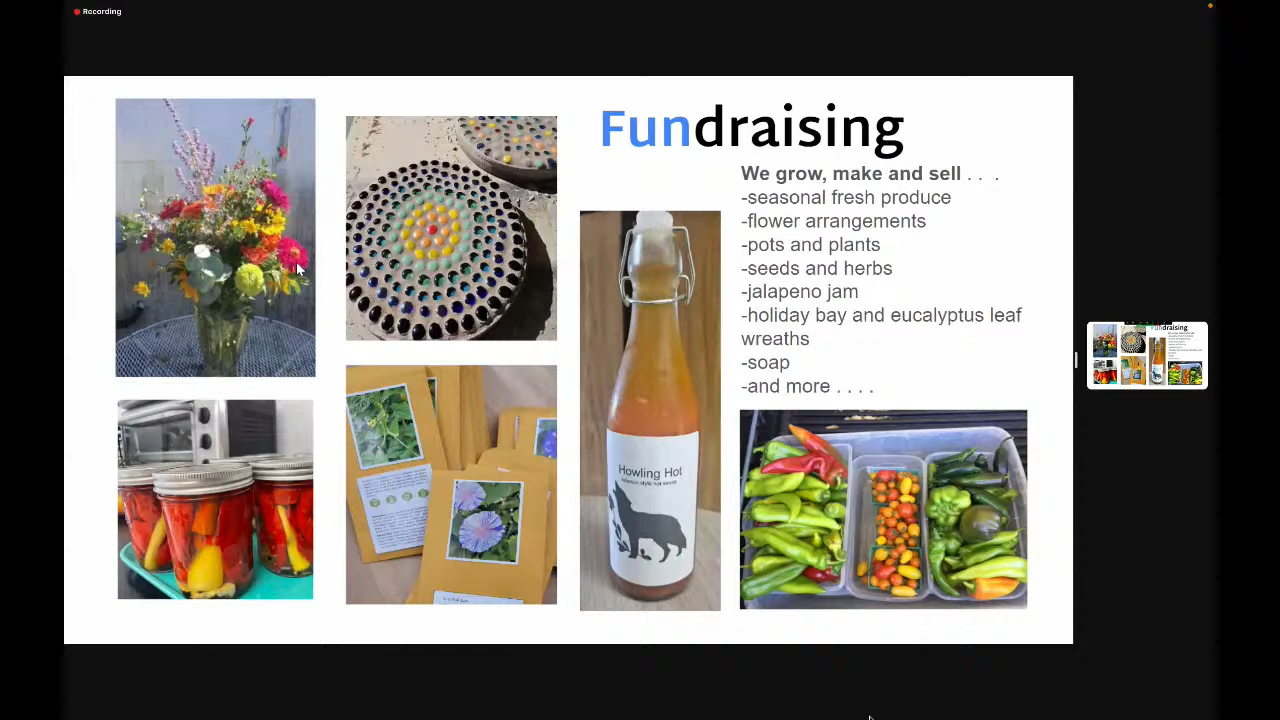 Recording
Fundraising
We grow, make and sell . . .
-seasonal fresh produce
-flower arrangements
-pots and plants
-seeds and herbs
-jalapeno jam
-holiday bay and eucalyptus leaf
wreaths
-soap
-and more . . . .
Howling Hot